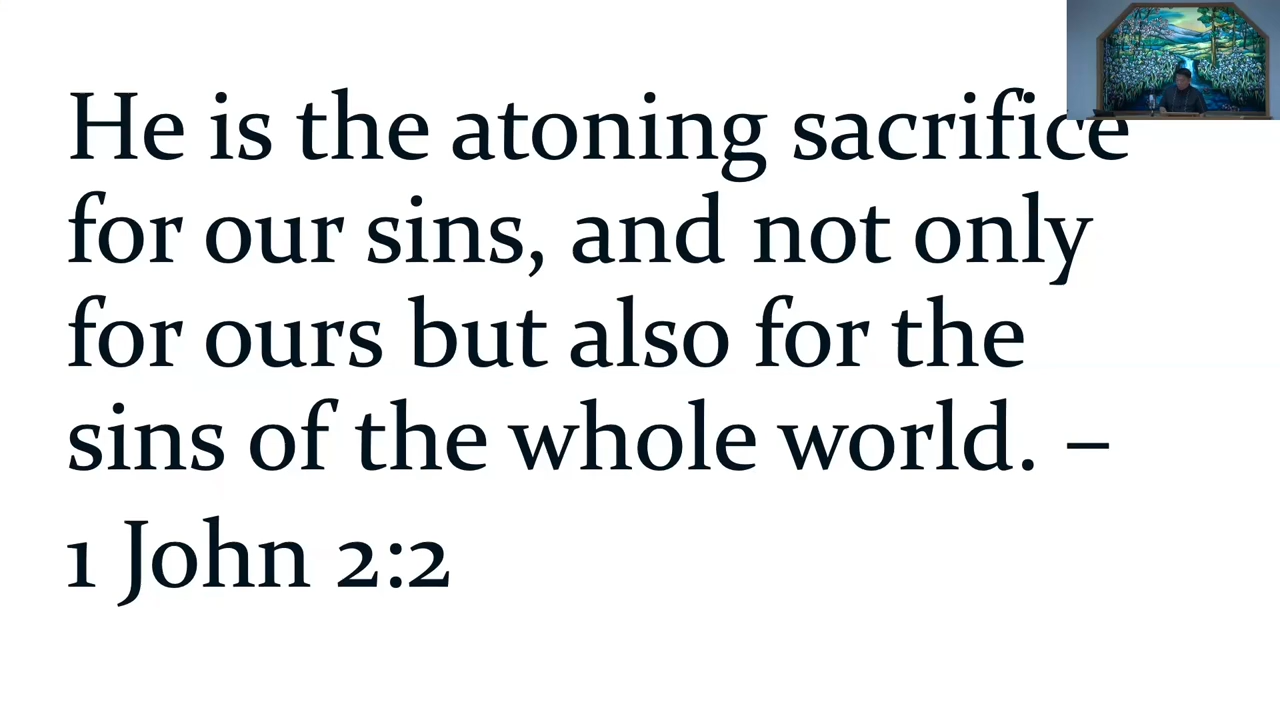 He is the atoning sacrifice
for our sins, and not only
for ours but also for the
sins of the whole world. –
1 John 2:2